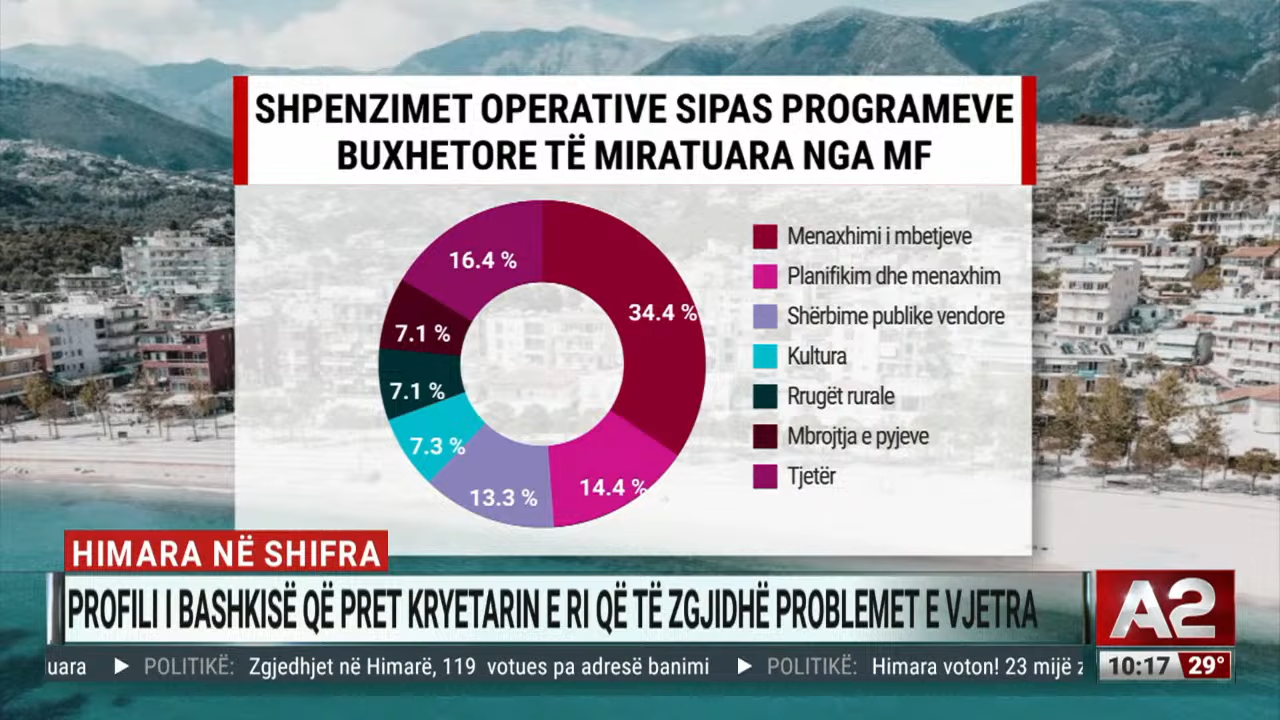 SHPENZIMET OPERATIVE SIPAS PROGRAMEVE
BUXHETORE TË MIRATUARA NGA MF
16.4 %
34.4 %
7.1 %
7.1 %
7.3 %
13.3 %
14.4 %
Menaxhimi i mbetjeve
Planifikim dhe menaxhim
Shërbime publike vendore
Kultura
Rrugët rurale
Mbrojtja e pyjeve
Tjetër
HIMARA NË SHIFRA
PROFILI I BASHKISË QË PRET KRYETARIN E RI QË TË ZGJIDHË PROBLEMET E VJETRA
A2
uara ▶ POLITIKË: Zgjedhjet në Himarë, 119 votues pa adresë banimi ▶ POLITIKË: Himara voton! 23 mijë z
10:17 29°